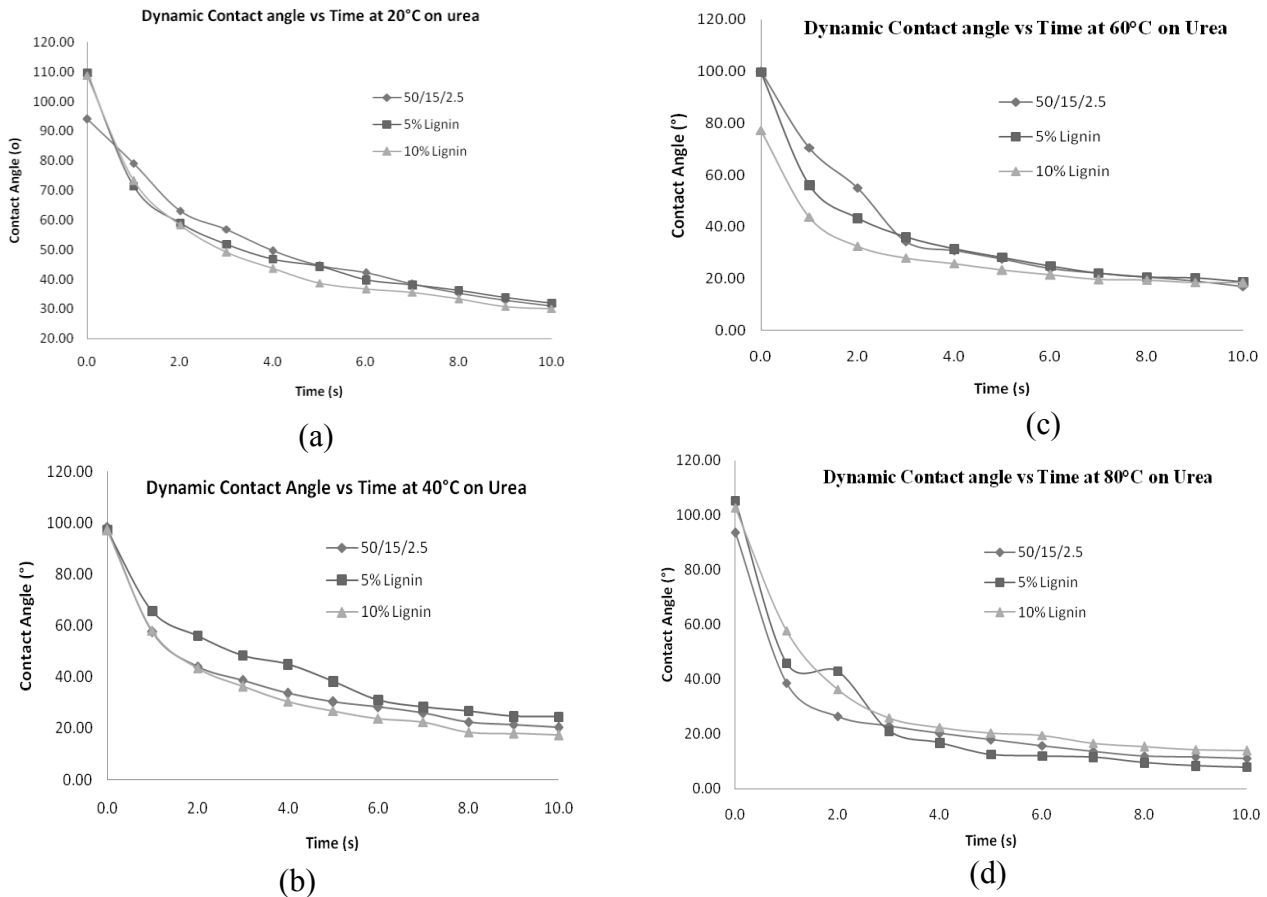 Dynamic Contact angle vs Time at 20°C on urea
120.00
110.00
100.00
90.00
80.00
70.00
60.00
50.00
40.00
30.00
20.00
Contact Angle (o)
50/15/2.5
5% Lignin
10% Lignin
0.0 2.0 4.0 6.0 8.0 10.0
Time (s)
(a)
Dynamic Contact angle vs Time at 60°C on Urea
120.00
100.00
80.00
60.00
40.00
20.00
0.00
Contact Angle (°)
50/15/2.5
5% Lignin
10% Lignin
0.0 2.0 4.0 6.0 8.0 10.0
Time (s)
(c)
Dynamic Contact Angle vs Time at 40°C on Urea
120.00
100.00
80.00
60.00
40.00
20.00
0.00
Contact Angle (°)
50/15/2.5
5% Lignin
10% Lignin
0.0 2.0 4.0 6.0 8.0 10.0
Time (s)
(b)
Dynamic Contact angle vs Time at 80°C on Urea
120.00
100.00
80.00
60.00
40.00
20.00
0.00
Contact Angle (°)
50/15/2.5
5% Lignin
10% Lignin
0.0 2.0 4.0 6.0 8.0 10.0
Time (s)
(d)